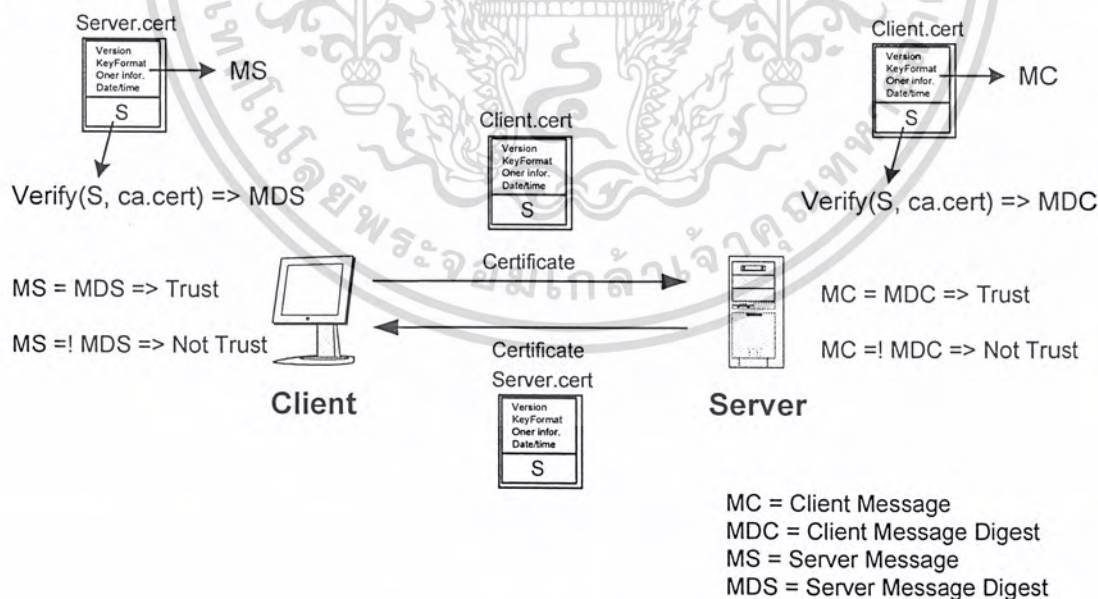 Server.cert
Version
KeyFormat
Oner infor.
Date/time
S
MS
Verify(S, ca.cert) => MDS
MS = MDS => Trust
MS =! MDS => Not Trust
Client
Client.cert
Version
KeyFormat
Oner infor.
Date/time
S
Certificate
Certificate
Server.cert
Version
KeyFormat
Oner infor.
Date/time
S
Client.cert
Version
KeyFormat
Oner infor.
Date/time
S
MC
Verify(S, ca.cert) => MDC
MC = MDC => Trust
MC =! MDC => Not Trust
Server
MC = Client Message
MDC = Client Message Digest
MS = Server Message
MDS = Server Message Digest